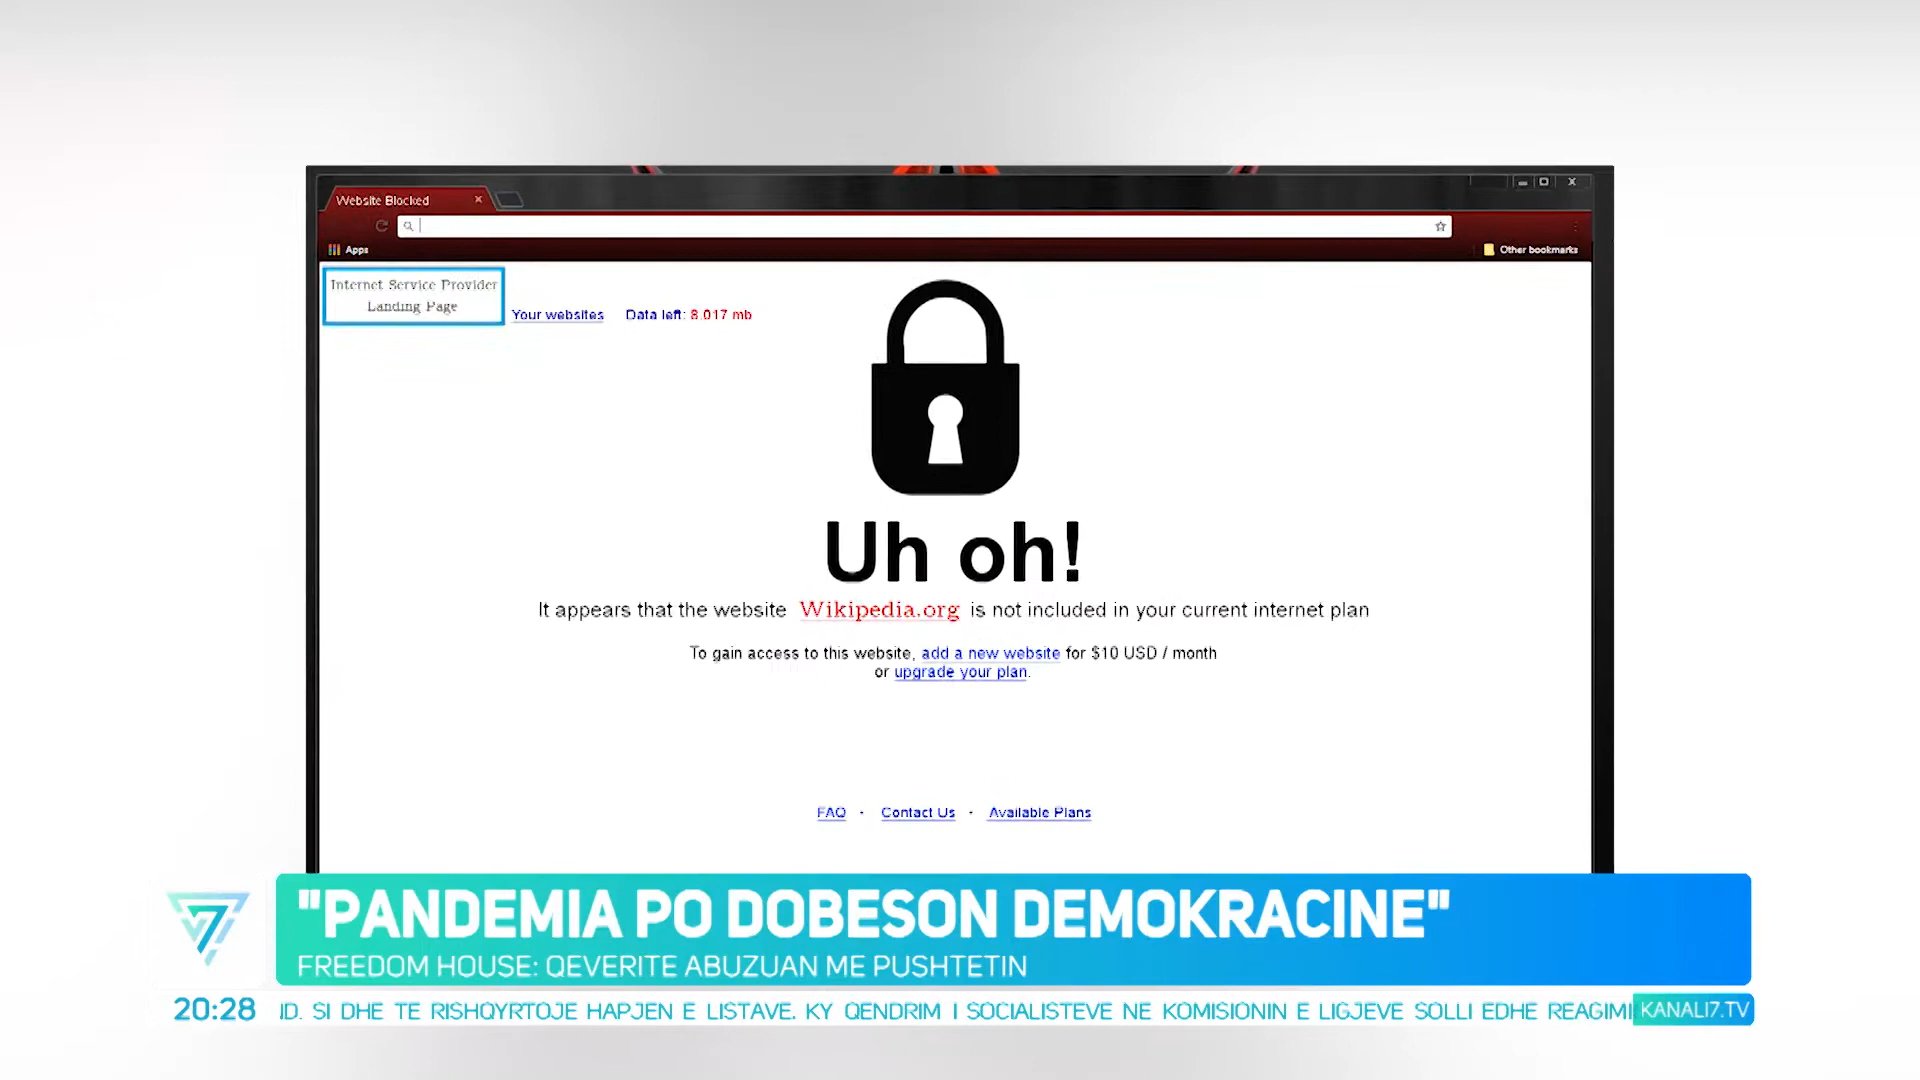 Website Blocked
Apps
Other bookmarks
Internet Service Provider
Landing Page
Your websites Data left: 8.017 mb
Uh oh!
It appears that the website Wikipedia.org is not included in your current internet plan
To gain access to this website, add a new website for $10 USD / month
or upgrade your plan.
FAQ · Contact Us · Available Plans
"PANDEMIA PO DOBESON DEMOKRACINE"
FREEDOM HOUSE: QEVERITE ABUZUAN ME PUSHTETIN
20:28 ID. SI DHE TE RISHQYRTOJE HAPJEN E LISTAVE. KY QENDRIM I SOCIALISTEVE NE KOMISIONIN E LIGJEVE SOLLI EDHE REAGIMI KANALI7.TV